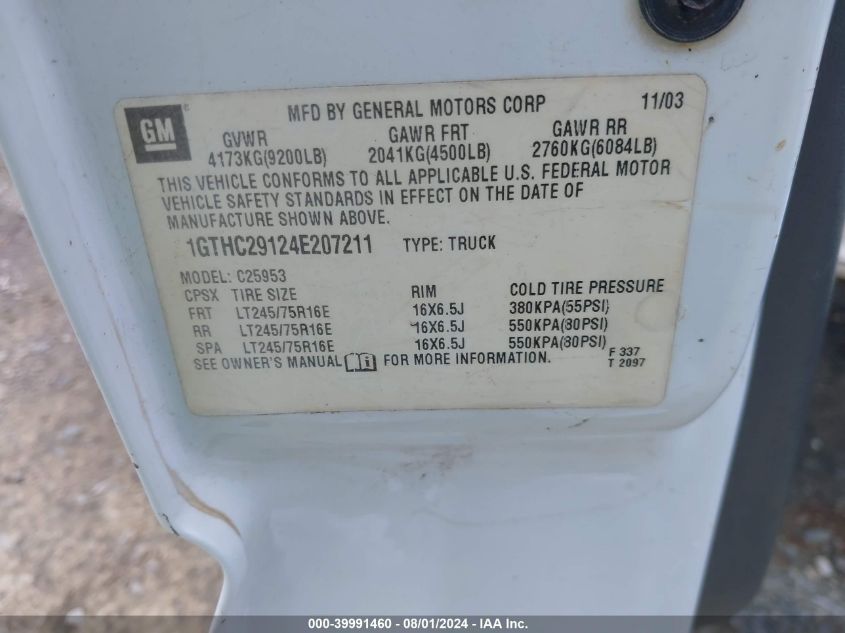 MFD BY GENERAL MOTORS CORP 11/03
GM
GVWR GAWR FRT GAWR RR
4173KG(9200LB) 2041KG(4500LB) 2760KG(6084LB)
THIS VEHICLE CONFORMS TO ALL APPLICABLE U.S. FEDERAL MOTOR
VEHICLE SAFETY STANDARDS IN EFFECT ON THE DATE OF
MANUFACTURE SHOWN ABOVE.
1GTHC29124E207211 TYPE: TRUCK
MODEL: C25953
CPSX TIRE SIZE RIM COLD TIRE PRESSURE
FRT LT245/75R16E 16X6.5J 380KPA(55PSI)
RR LT245/75R16E 16X6.5J 550KPA(80PSI)
SPA LT245/75R16E 16X6.5J 550KPA(80PSI)
SEE OWNER'S MANUAL FOR MORE INFORMATION.
F 337
T 2097
000-39991460 - 08/01/2024 - IAA Inc.